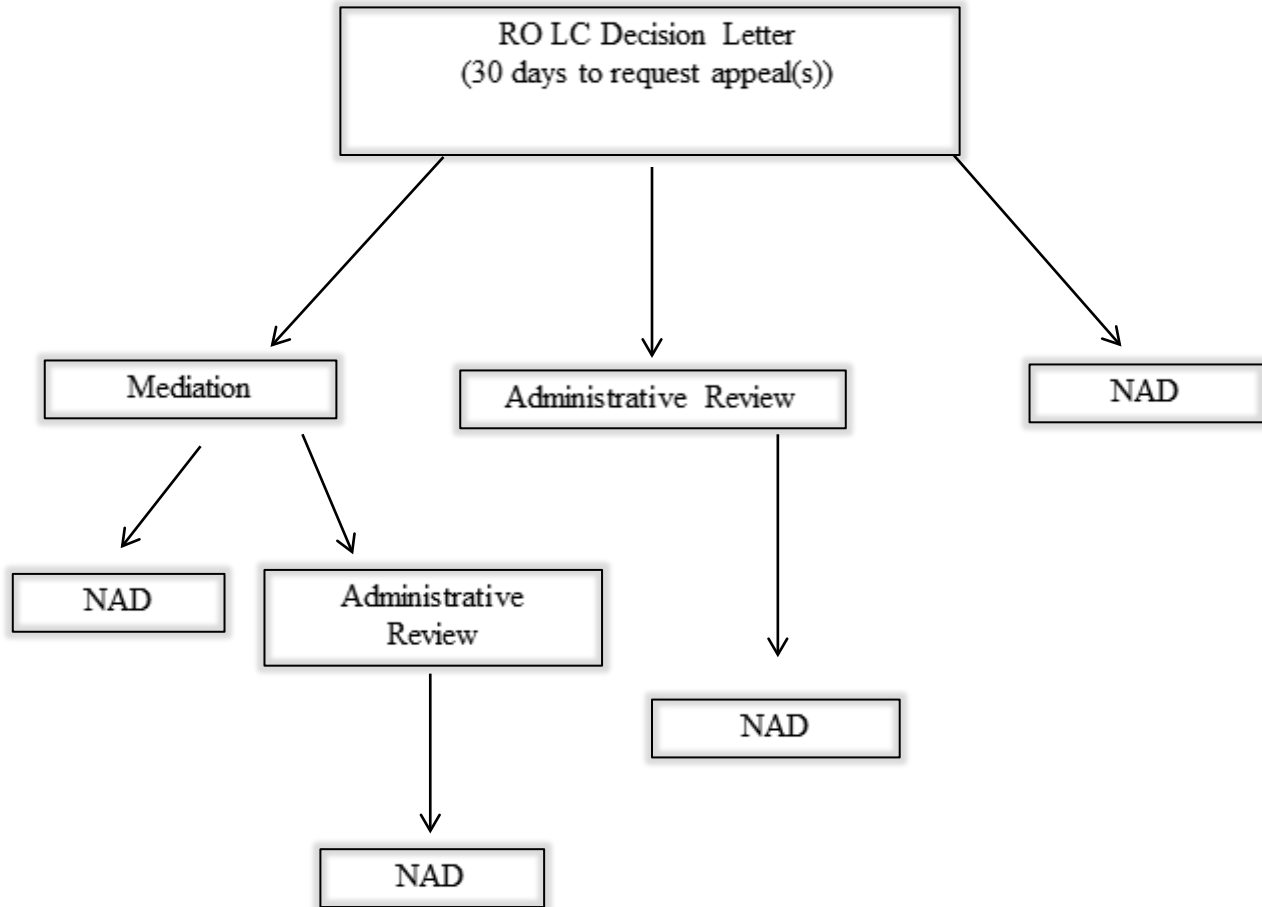 RO LC Decision Letter
(30 days to request appeal(s))
Mediation
Administrative Review
NAD
NAD
Administrative
Review
NAD
NAD